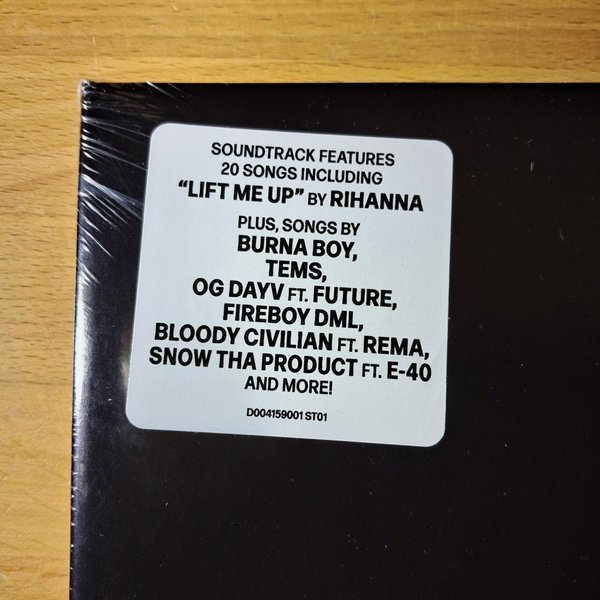 SOUNDTRACK FEATURES
20 SONGS INCLUDING
“LIFT ME UP” BY RIHANNA
PLUS, SONGS BY
BURNA BOY,
TEMS,
OG DAYV FT. FUTURE,
FIREBOY DML,
BLOODY CIVILIAN FT. REMA,
SNOW THA PRODUCT FT. E-40
AND MORE!
D004159001 ST01